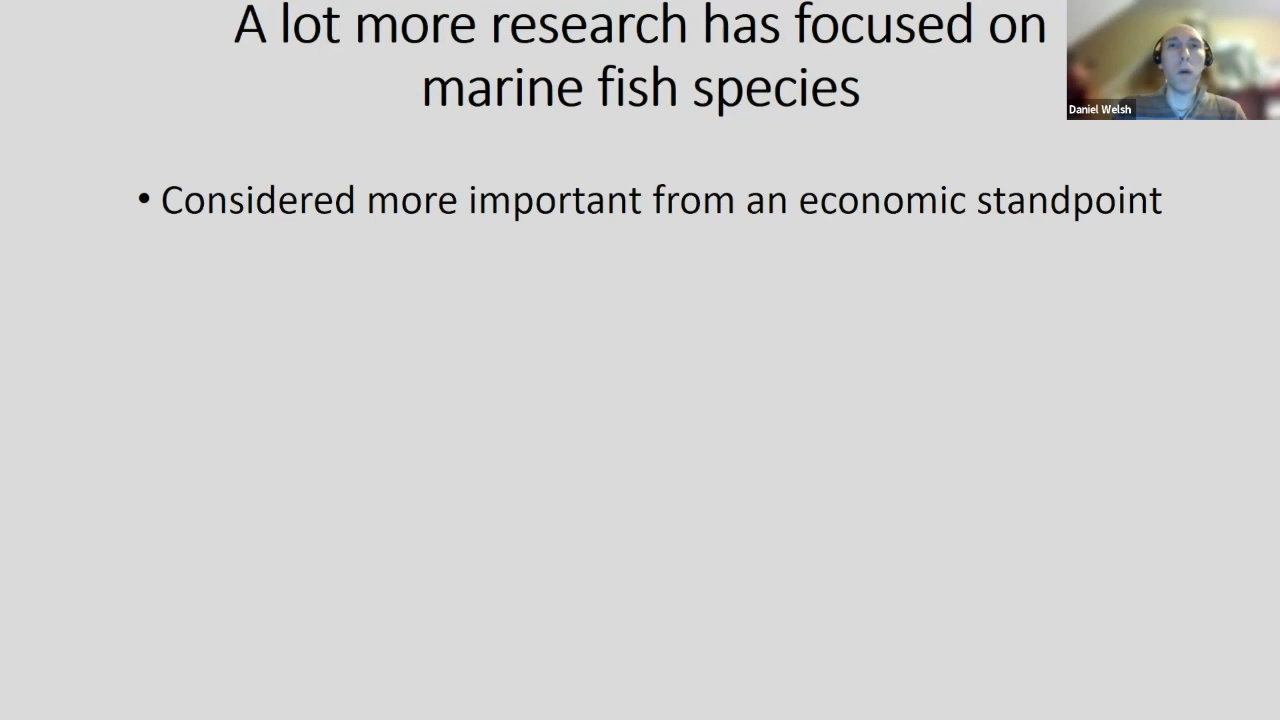 A lot more research has focused on
marine fish species
Daniel Welsh
• Considered more important from an economic standpoint